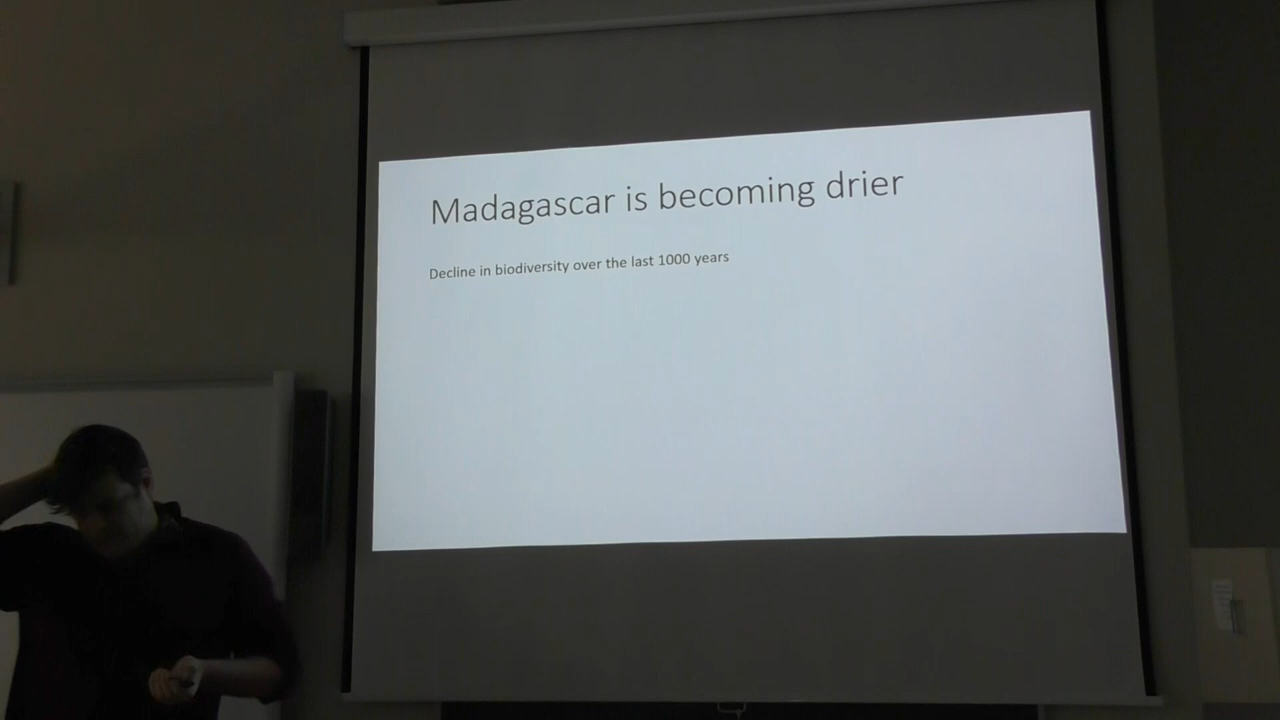 Madagascar is becoming drier
Decline in biodiversity over the last 1000 years